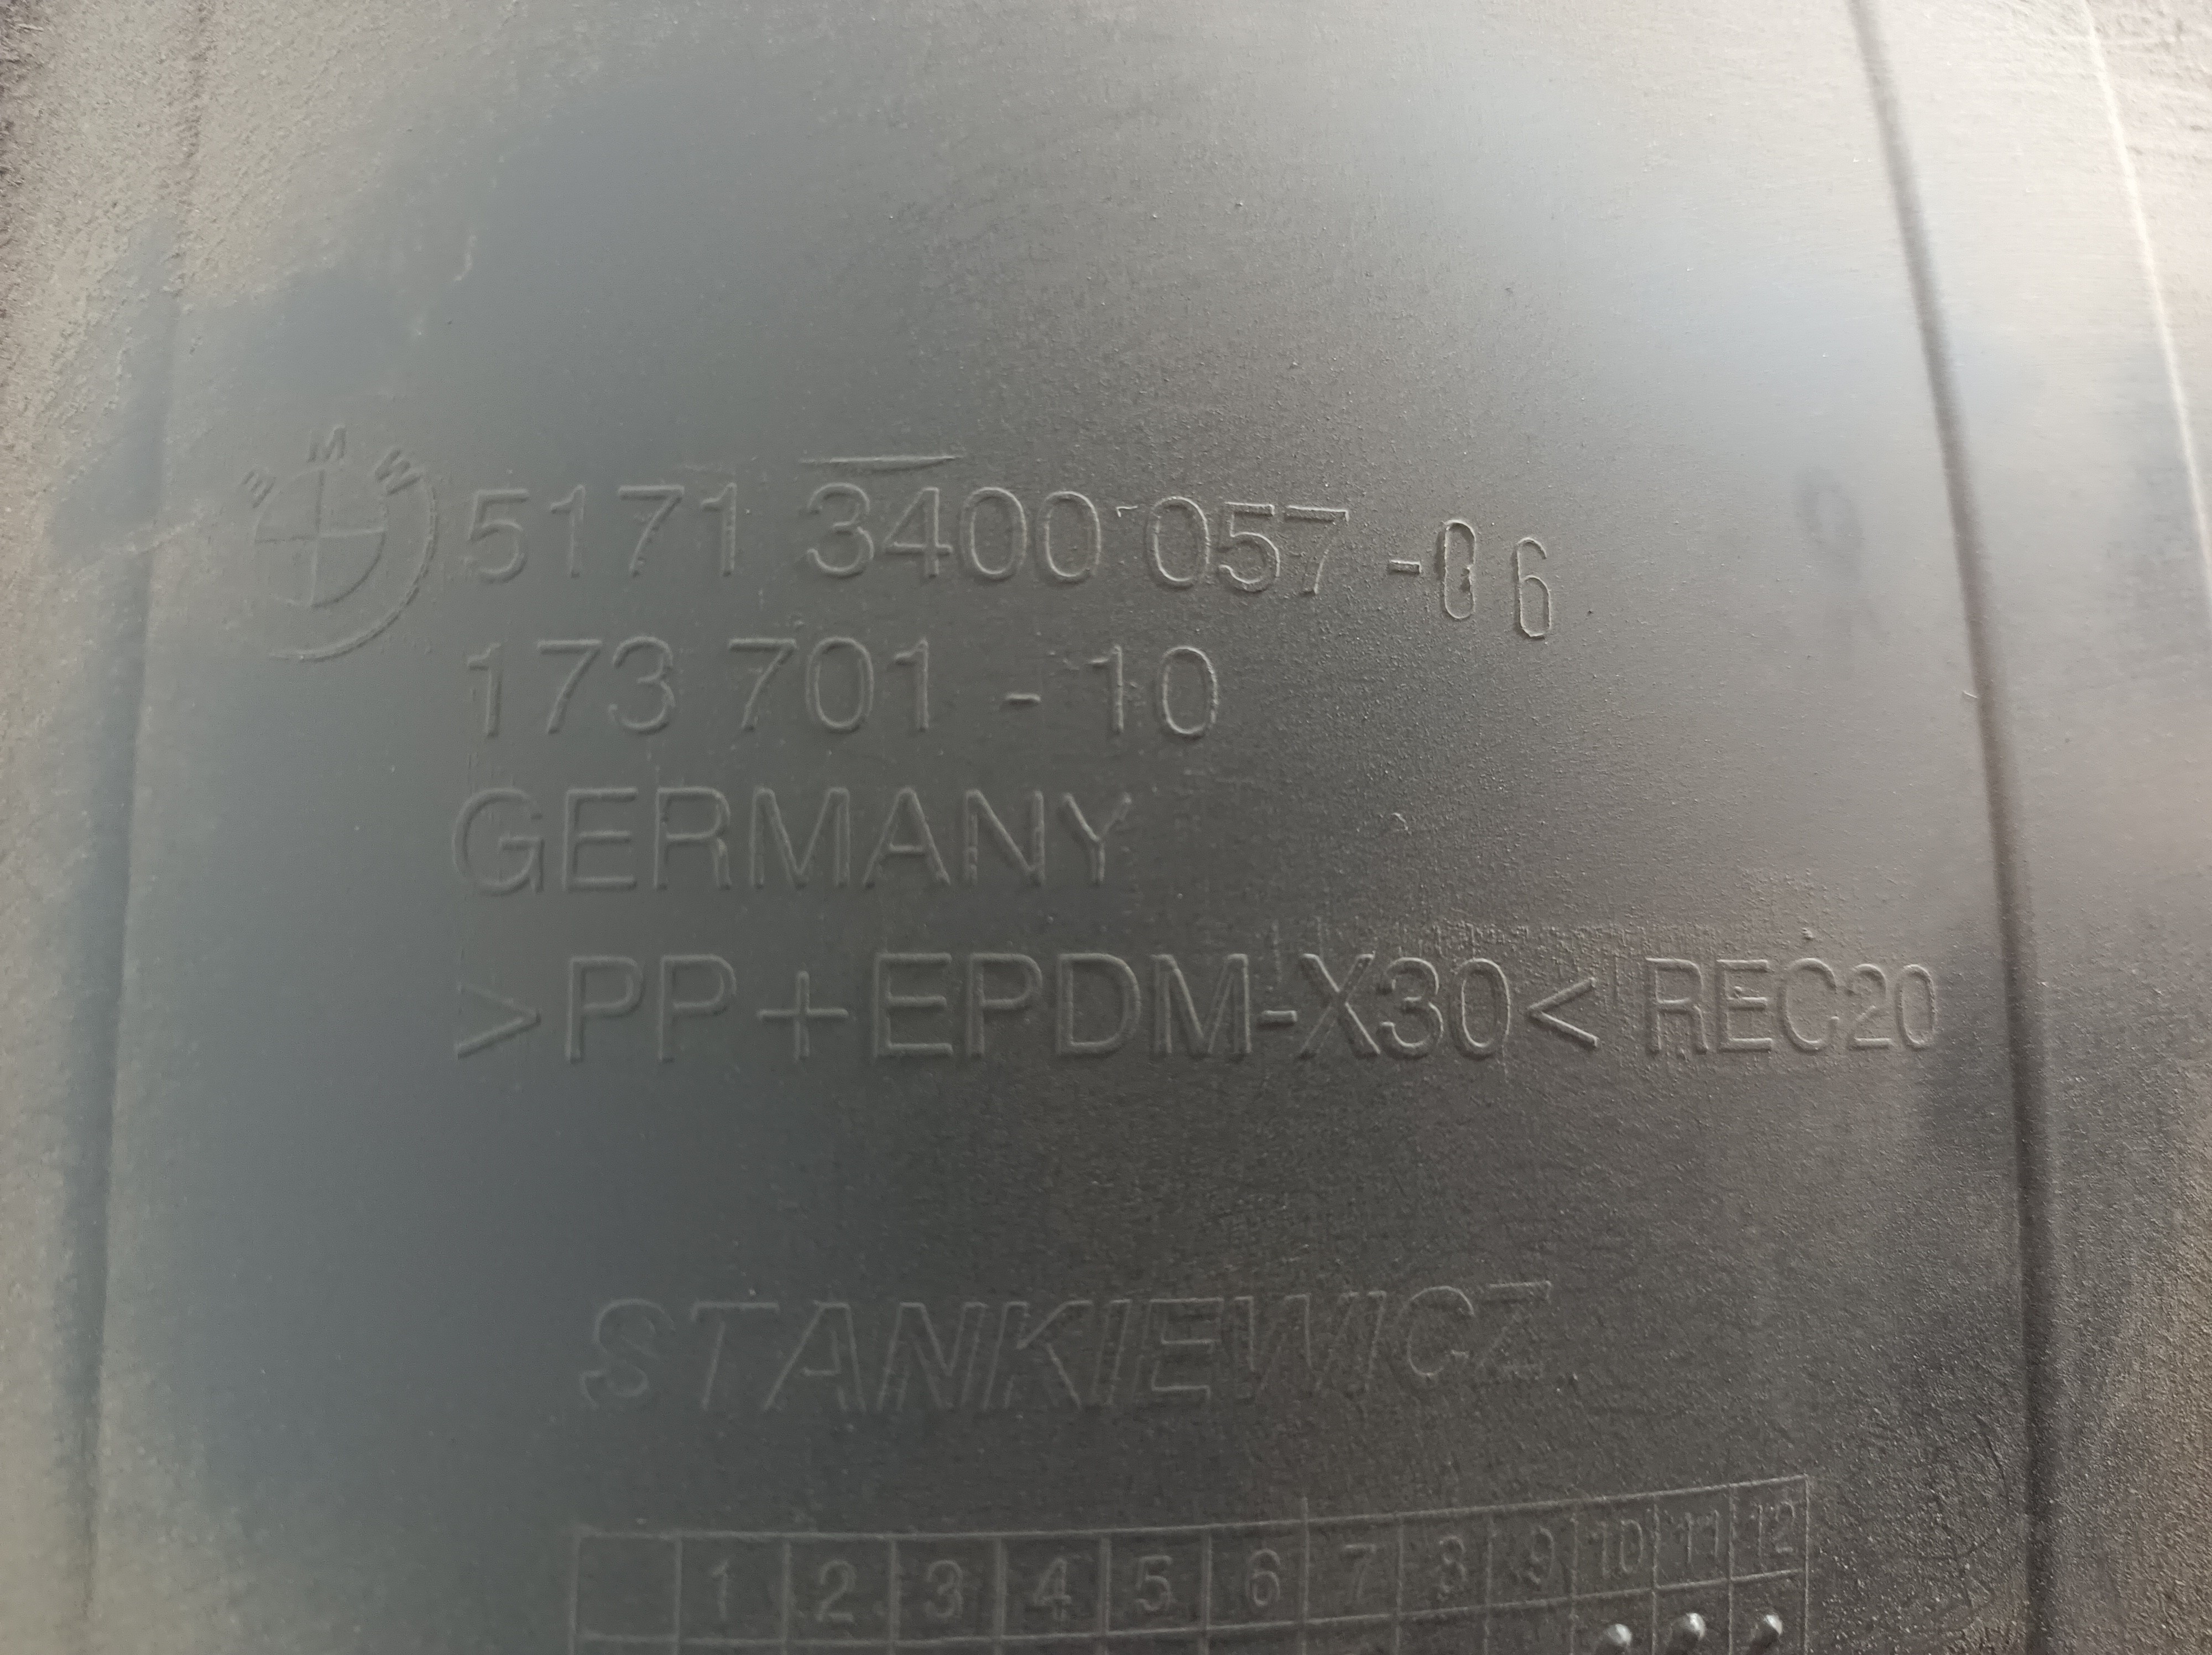 BMW
5171 3400 057 -06
173 701 - 10
GERMANY
>PP+EPDM-X30< REC20
STANKIEWICZ
1 2 3 4 5 6 7 8 9 10 11 12